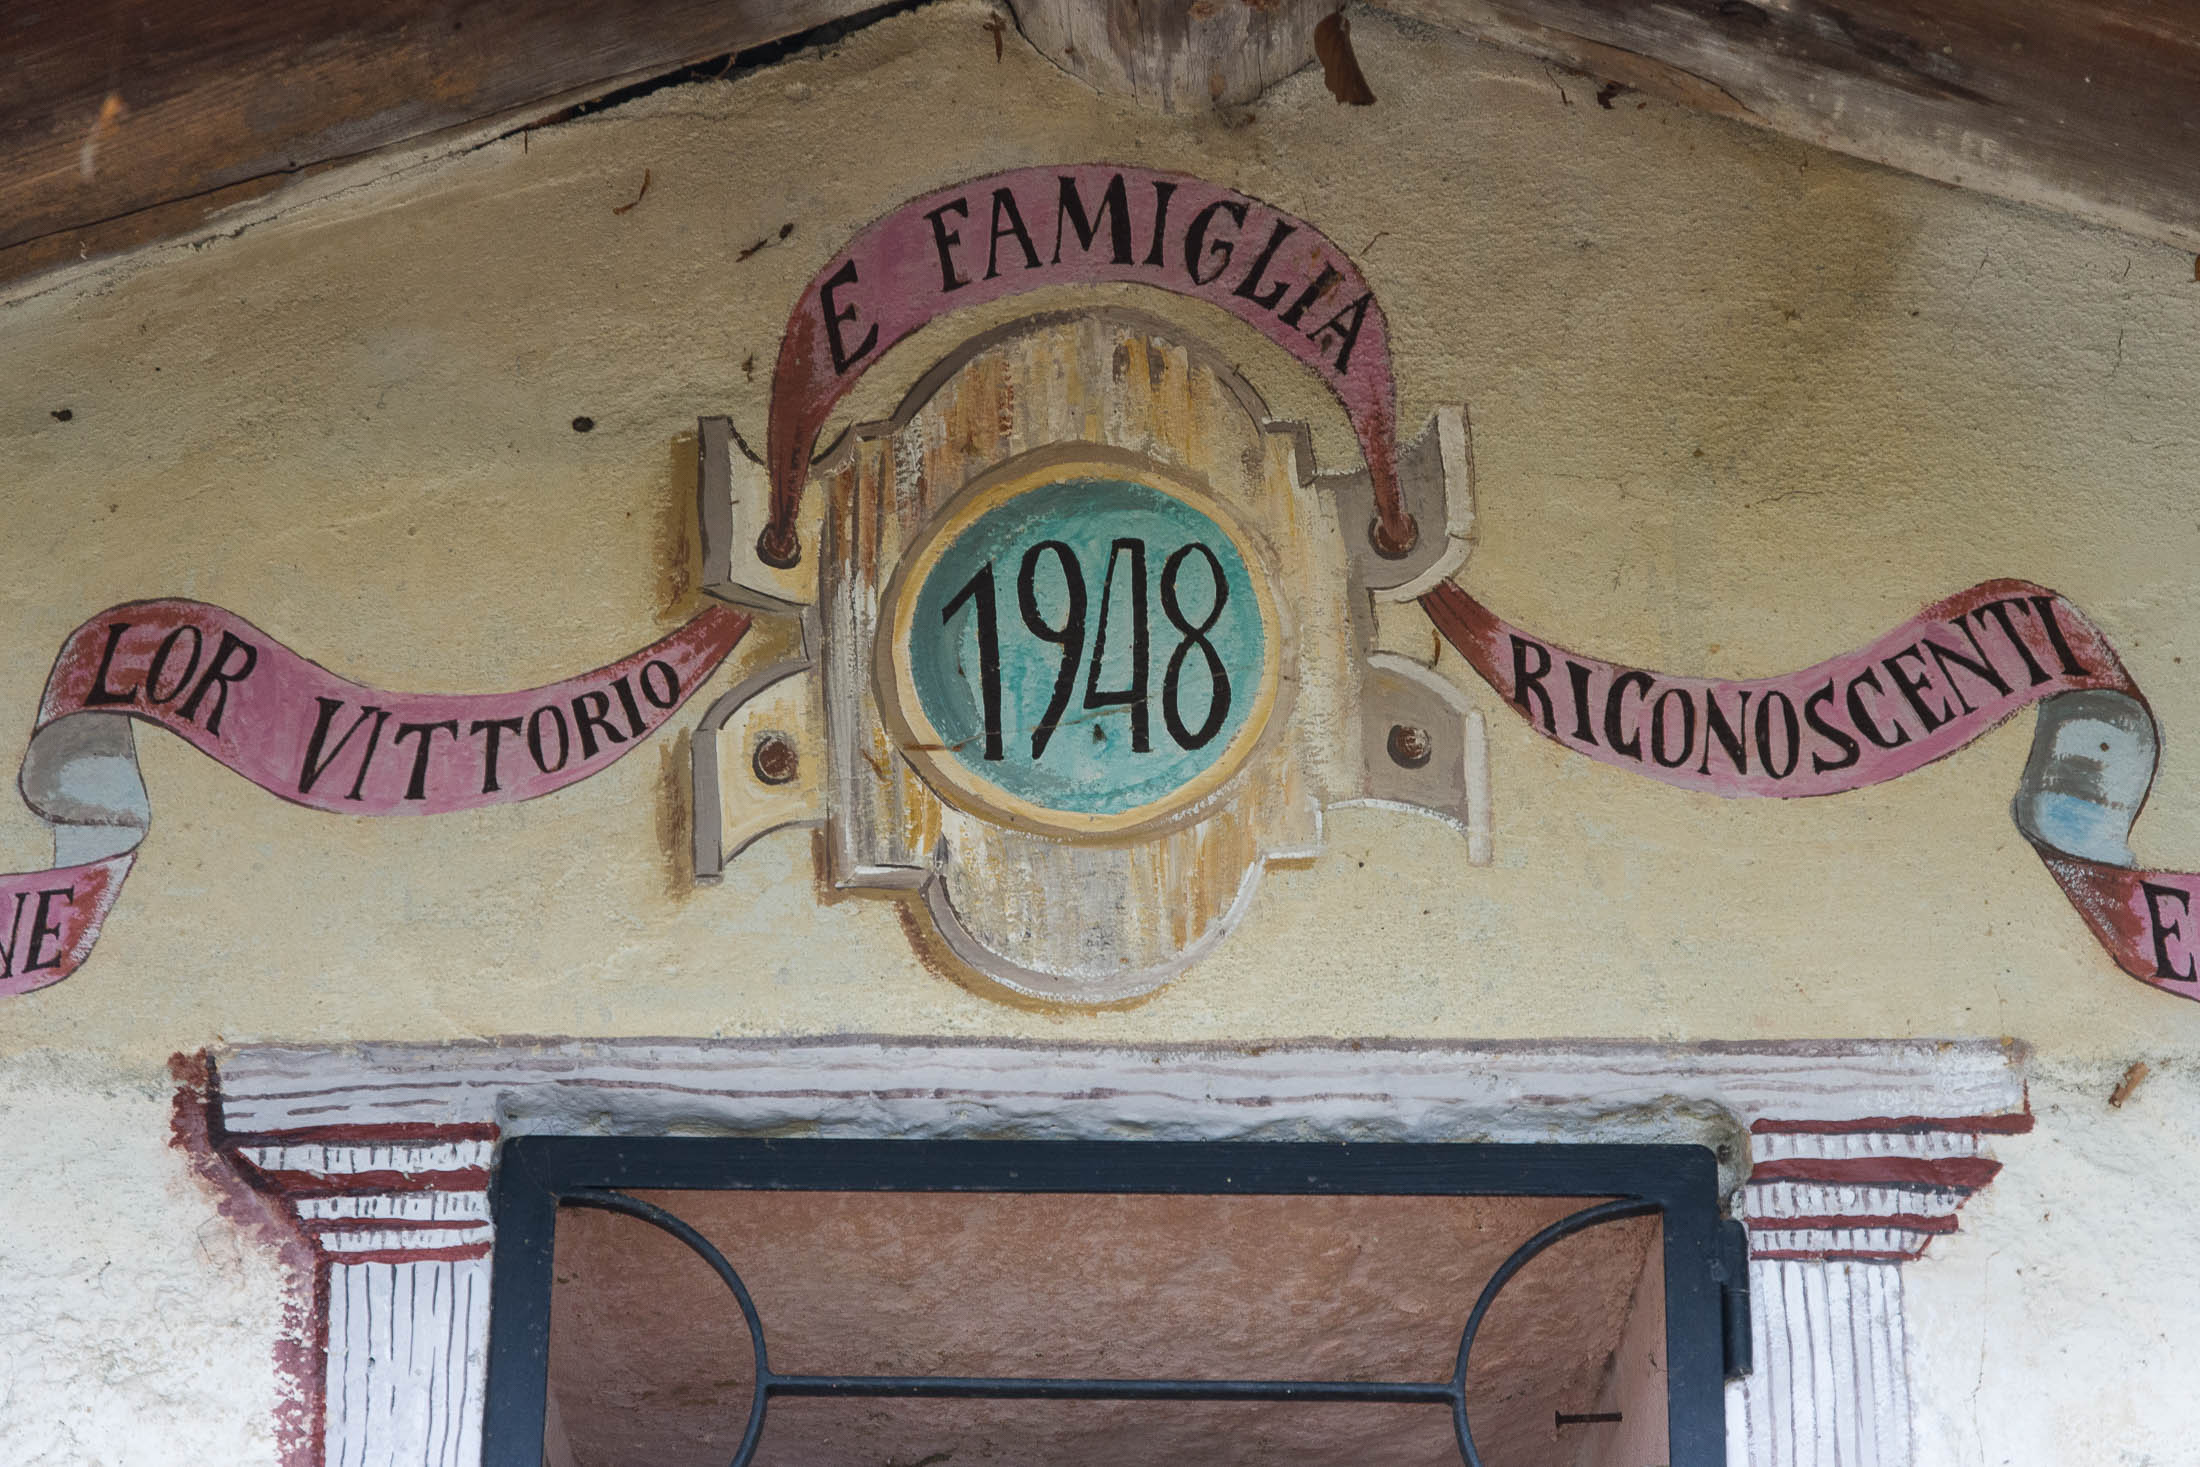 NE
LOR VITTORIO
E FAMIGLIA
RICONOSCENTI
E
1948